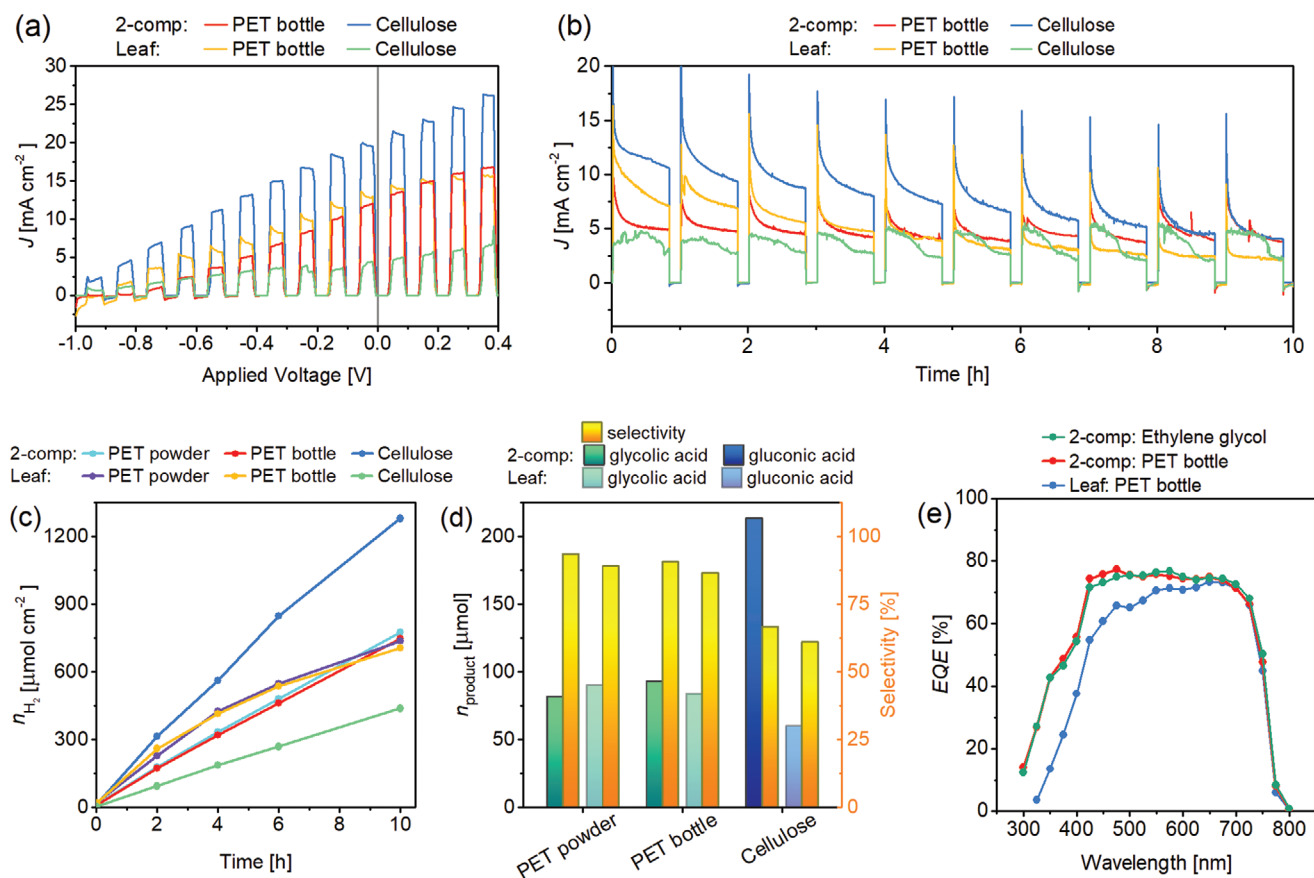 (a)
2-comp: PET bottle Cellulose
Leaf: PET bottle Cellulose
30
25
20
15
10
5
0
-1.0 -0.8 -0.6 -0.4 -0.2 0.0 0.2 0.4
J [mA cm⁻²]
Applied Voltage [V]
(b)
2-comp: PET bottle Cellulose
Leaf: PET bottle Cellulose
20
15
10
5
0
0 2 4 6 8 10
J [mA cm⁻²]
Time [h]
(c)
2-comp: PET powder PET bottle Cellulose
Leaf: PET powder PET bottle Cellulose
1200
900
600
300
0
0 2 4 6 8 10
n_H₂ [µmol cm⁻²]
Time [h]
(d)
selectivity
2-comp: glycolic acid gluconic acid
Leaf: glycolic acid gluconic acid
200
150
100
50
0
n_product [µmol]
100
75
50
25
0
Selectivity [%]
PET powder PET bottle Cellulose
(e)
2-comp: Ethylene glycol
2-comp: PET bottle
Leaf: PET bottle
100
80
60
40
20
0
300 400 500 600 700 800
EQE [%]
Wavelength [nm]